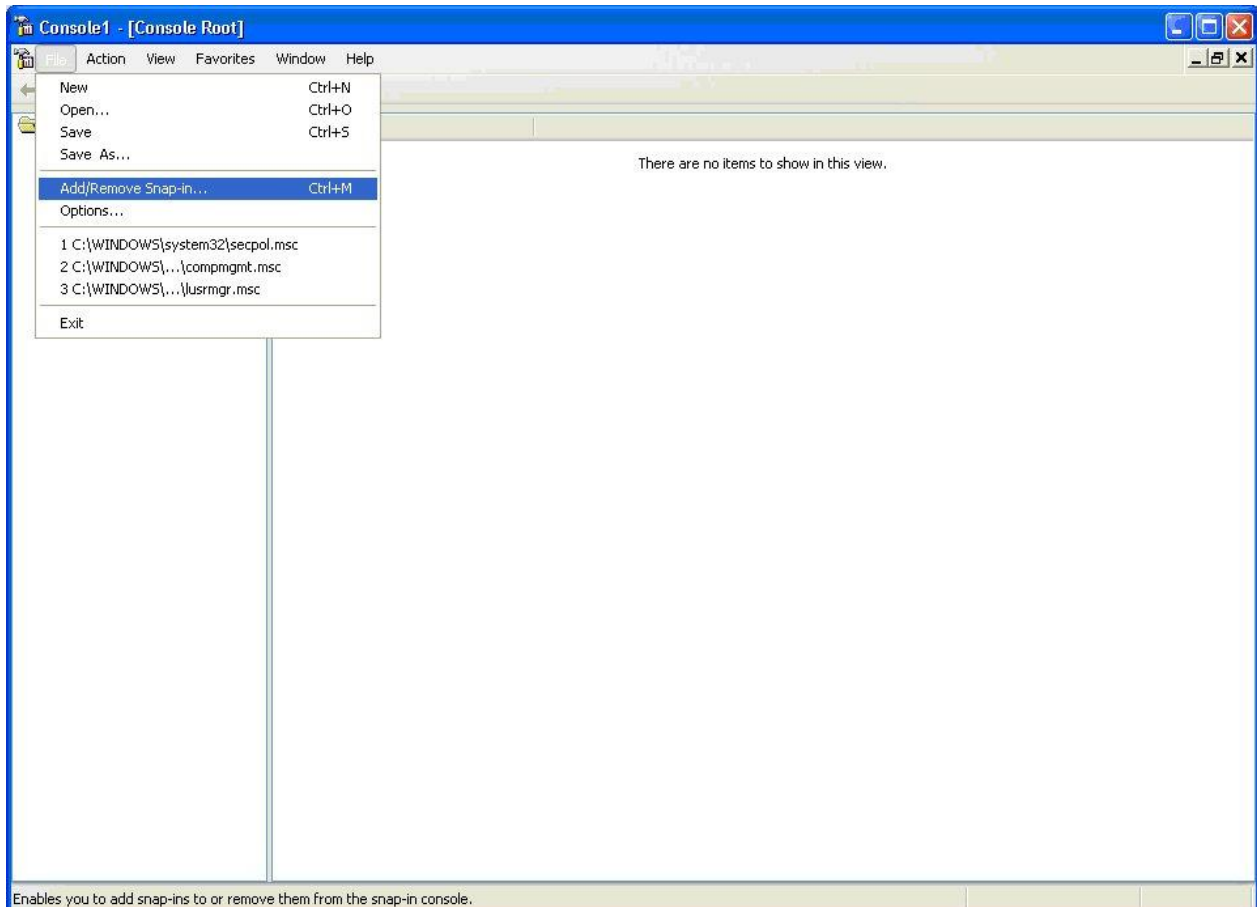 Console1 - [Console Root]
File Action View Favorites Window Help
New Ctrl+N
Open... Ctrl+O
Save Ctrl+S
Save As...
There are no items to show in this view.
Add/Remove Snap-in... Ctrl+M
Options...
1 C:\WINDOWS\system32\secpol.msc
2 C:\WINDOWS\...\compmgmt.msc
3 C:\WINDOWS\...\lusrmgr.msc
Exit
Enables you to add snap-ins to or remove them from the snap-in console.